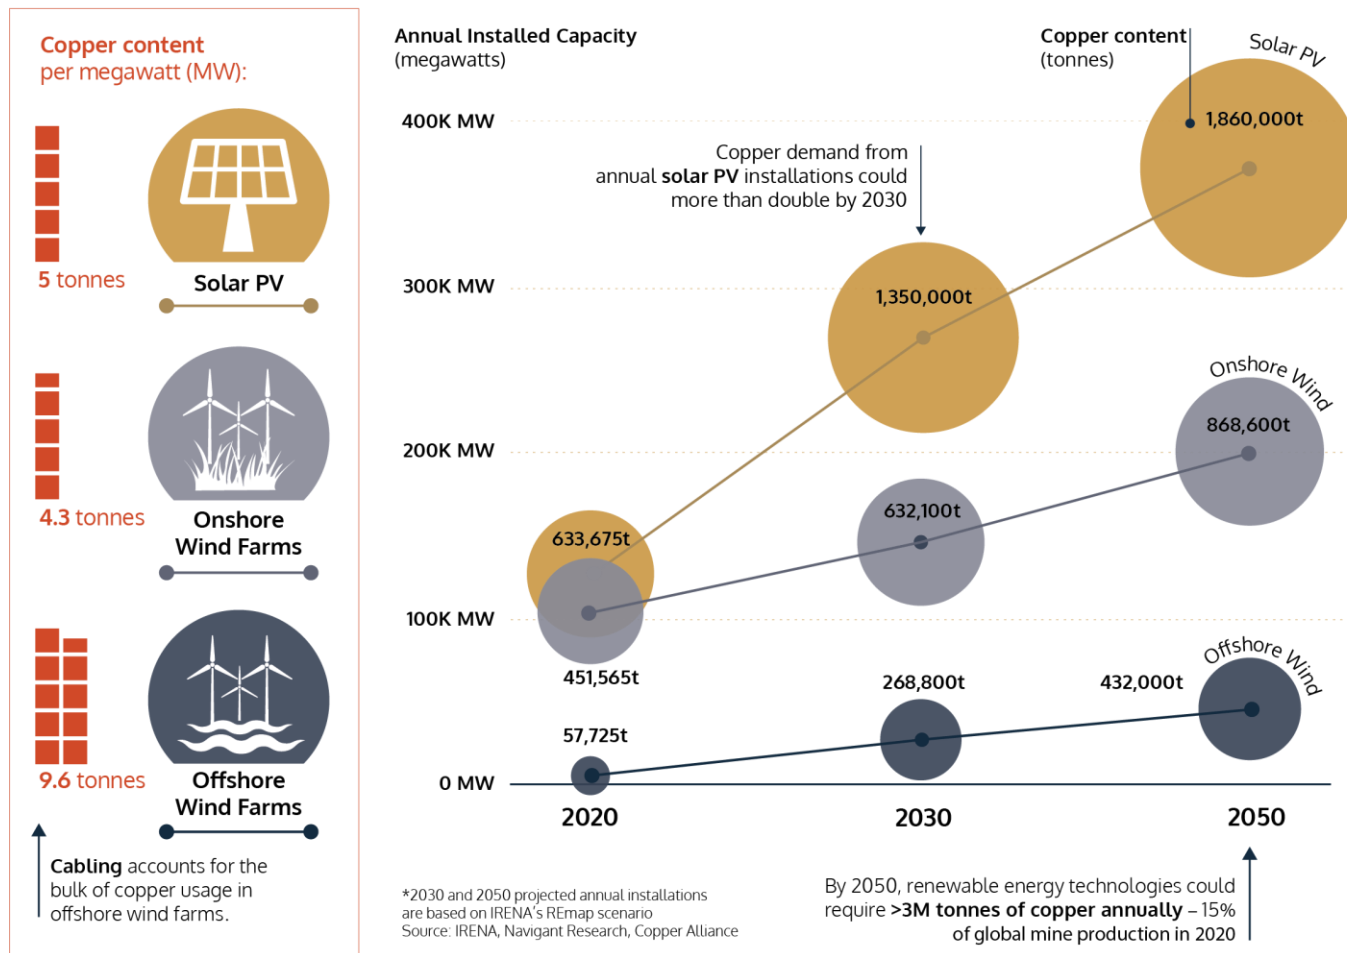 Copper content
per megawatt (MW):
5 tonnes
Solar PV
4.3 tonnes
Onshore
Wind Farms
9.6 tonnes
Offshore
Wind Farms
Cabling accounts for the
bulk of copper usage in
offshore wind farms.
Annual Installed Capacity
(megawatts)
Copper content
(tonnes)
Solar PV
400K MW
1,860,000t
Copper demand from
annual solar PV installations could
more than double by 2030
300K MW
1,350,000t
Onshore Wind
200K MW
868,600t
632,100t
633,675t
100K MW
451,565t
Offshore Wind
268,800t
432,000t
57,725t
0 MW
2020
2030
2050
*2030 and 2050 projected annual installations
are based on IRENA's REmap scenario
Source: IRENA, Navigant Research, Copper Alliance
By 2050, renewable energy technologies could
require >3M tonnes of copper annually – 15%
of global mine production in 2020